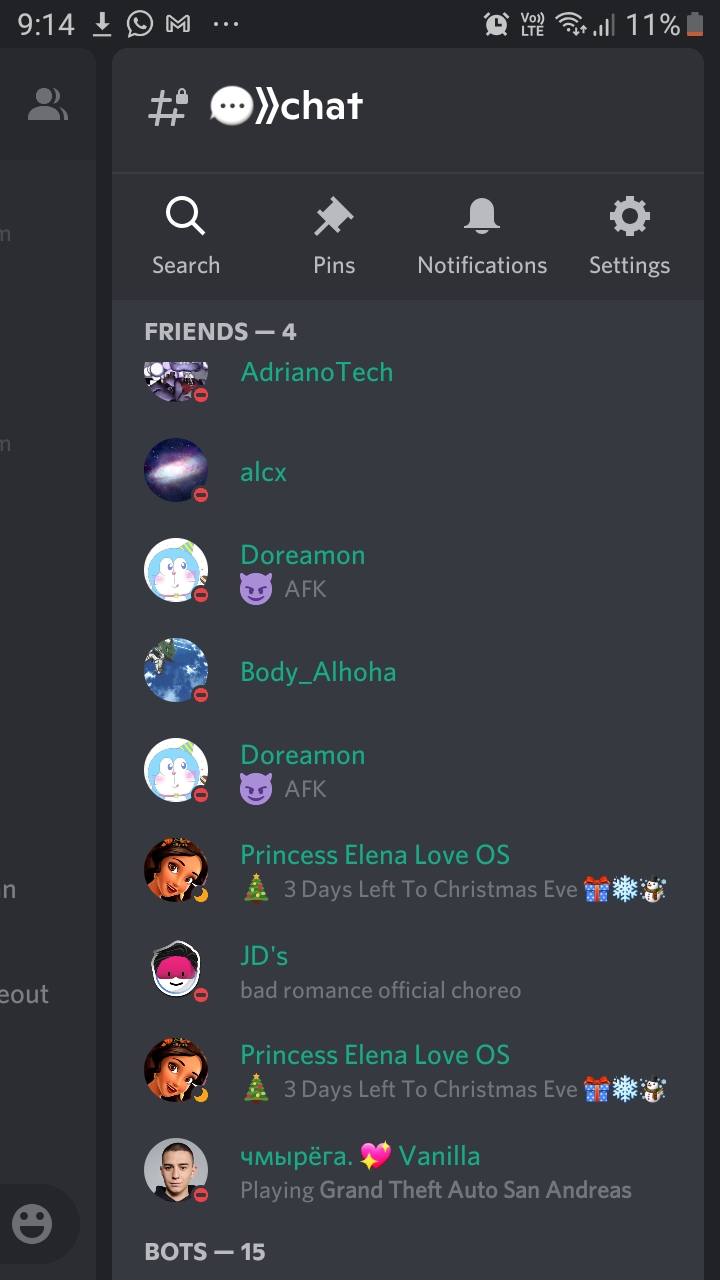 9:14 Vo)) LTE 11%
💬⟫chat
Search Pins Notifications Settings
FRIENDS — 4
AdrianoTech
alcx
Doreamon
😈 AFK
Body_Alhoha
Doreamon
😈 AFK
Princess Elena Love OS
🎄 3 Days Left To Christmas Eve 🎁❄️☃️
JD's
bad romance official choreo
Princess Elena Love OS
🎄 3 Days Left To Christmas Eve 🎁❄️☃️
n
чмырёга. 💖 Vanilla
eout
Playing Grand Theft Auto San Andreas
BOTS — 15